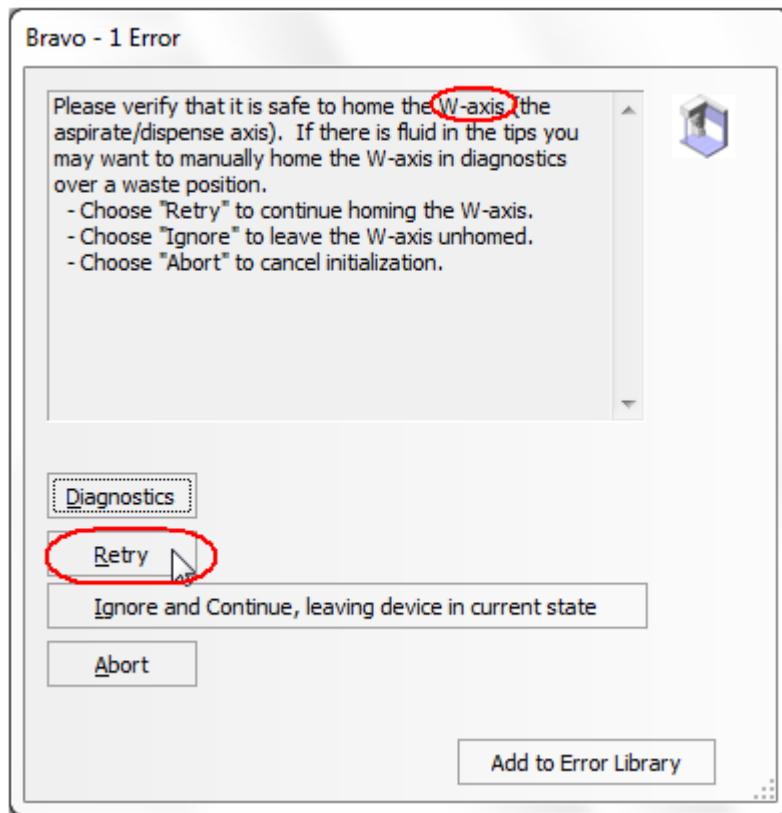 Bravo - 1 Error
Please verify that it is safe to home the W-axis (the
aspirate/dispense axis).  If there is fluid in the tips you
may want to manually home the W-axis in diagnostics
over a waste position.
- Choose "Retry" to continue homing the W-axis.
- Choose "Ignore" to leave the W-axis unhomed.
- Choose "Abort" to cancel initialization.
Diagnostics
Retry
Ignore and Continue, leaving device in current state
Abort
Add to Error Library